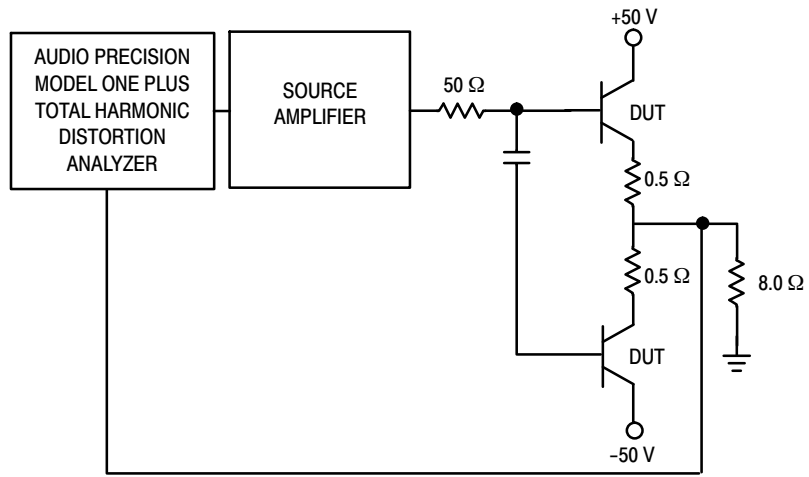 +50 V
AUDIO PRECISION
MODEL ONE PLUS
TOTAL HARMONIC
DISTORTION
ANALYZER
SOURCE
AMPLIFIER
50 Ω
DUT
0.5 Ω
0.5 Ω
8.0 Ω
DUT
-50 V